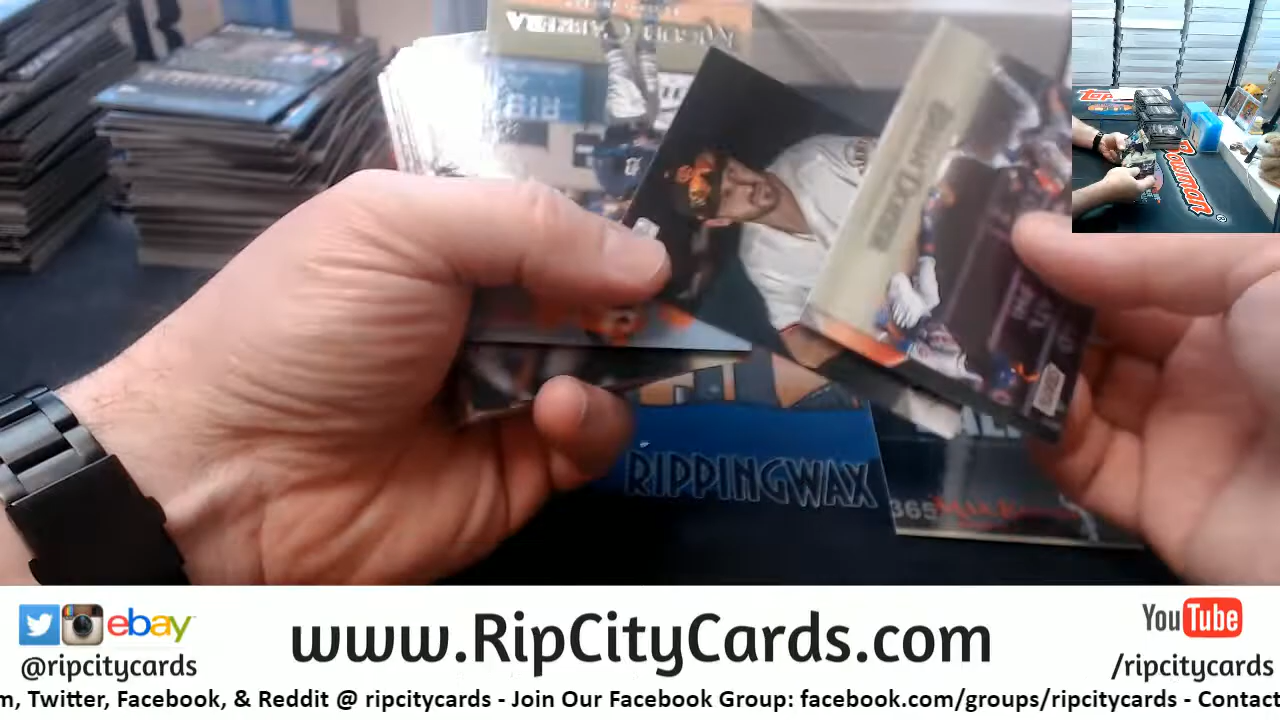 RIPPINGWAX
365
Bowman
ebay
@ripcitycards
www.RipCityCards.com
YouTube
/ripcitycards
m, Twitter, Facebook, & Reddit @ ripcitycards - Join Our Facebook Group: facebook.com/groups/ripcitycards - Contact